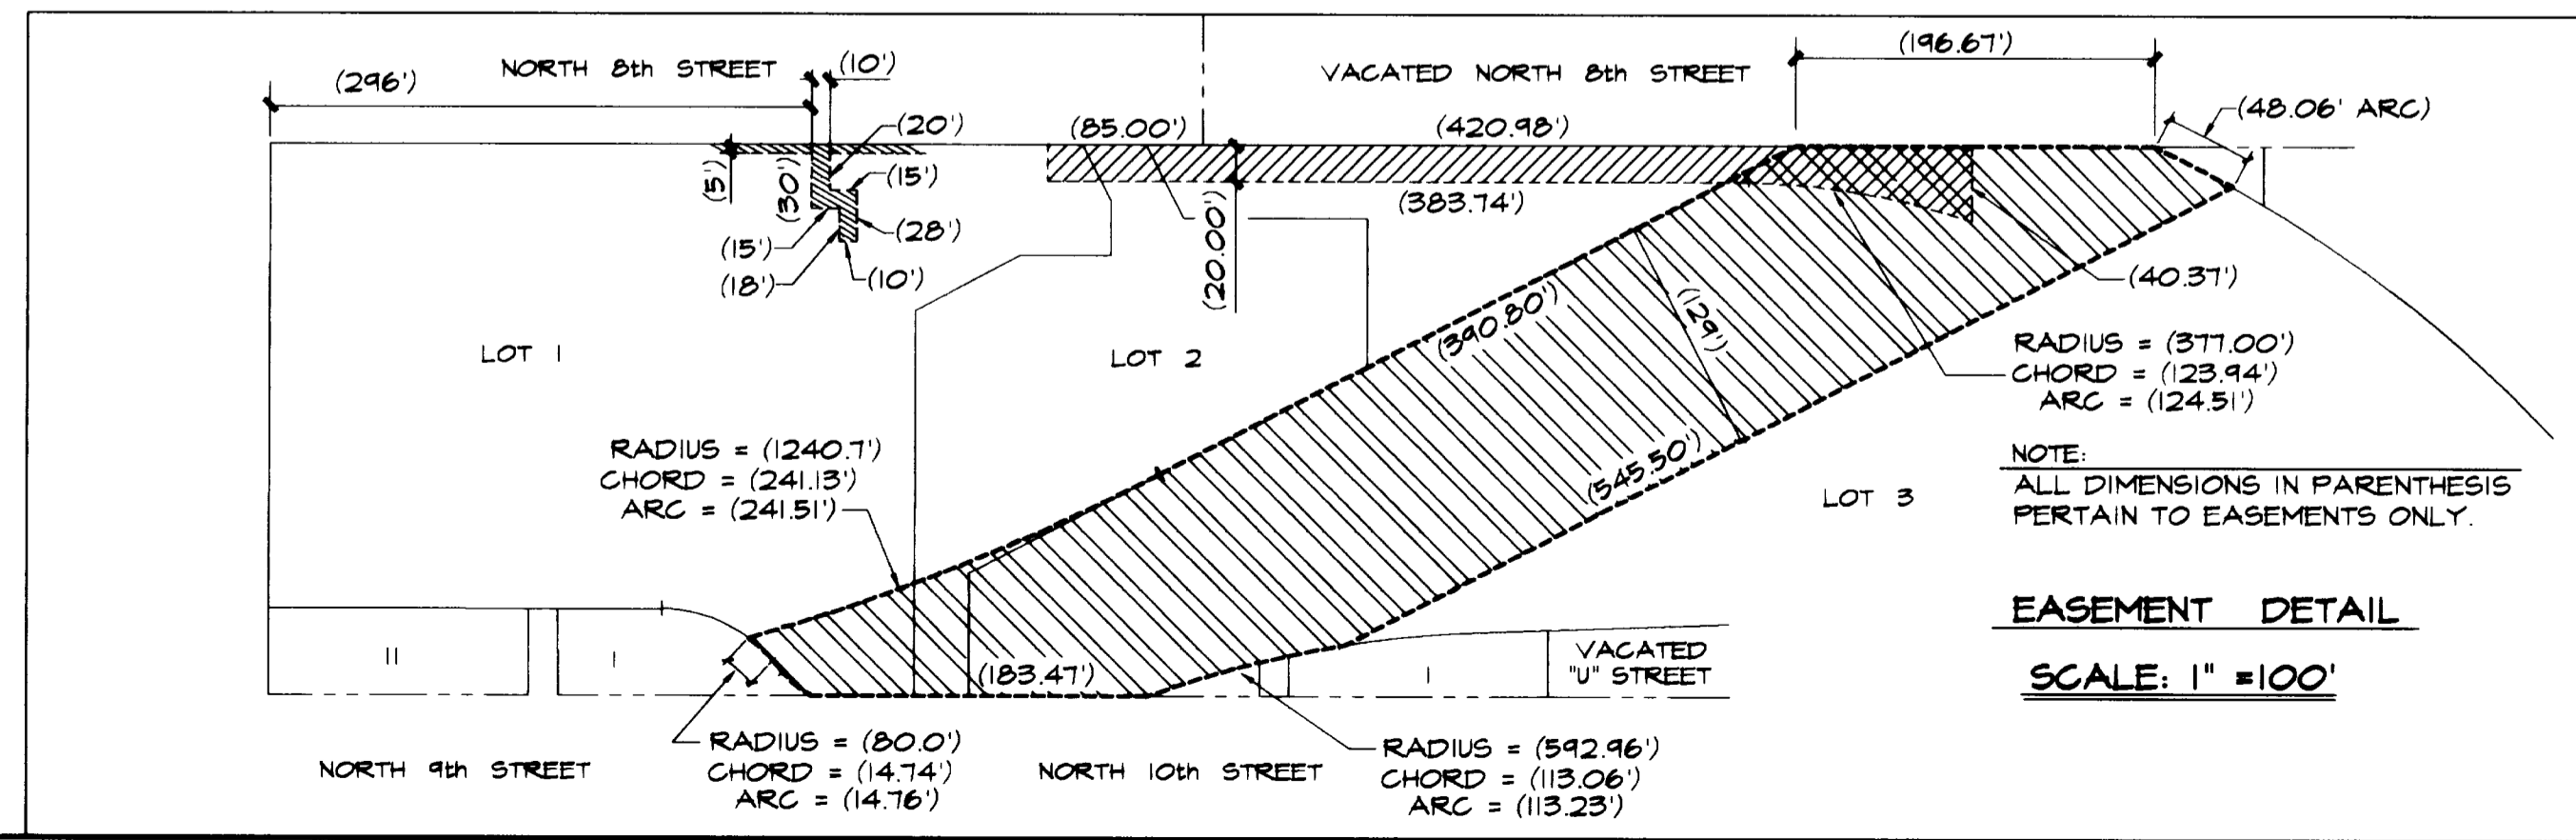 (196.67')
NORTH 8th STREET
(10')
VACATED NORTH 8th STREET
(296')
(48.06' ARC)
(20')
(85.00')
(420.98')
(5')
(30')
(15')
(383.74')
(28')
(15')
(20.00')
(18')
(10')
(40.37')
(390.80')
(129')
LOT 1
LOT 2
RADIUS = (377.00')
CHORD = (123.94')
ARC = (124.51')
RADIUS = (1240.7')
CHORD = (241.13')
ARC = (241.51')
(545.50')
LOT 3
NOTE:
ALL DIMENSIONS IN PARENTHESIS
PERTAIN TO EASEMENTS ONLY.
EASEMENT DETAIL
SCALE: 1" =100'
11
1
(183.47')
1
VACATED
"U" STREET
RADIUS = (80.0')
CHORD = (14.74')
ARC = (14.76')
NORTH 9th STREET
NORTH 10th STREET
RADIUS = (592.96')
CHORD = (113.06')
ARC = (113.23')